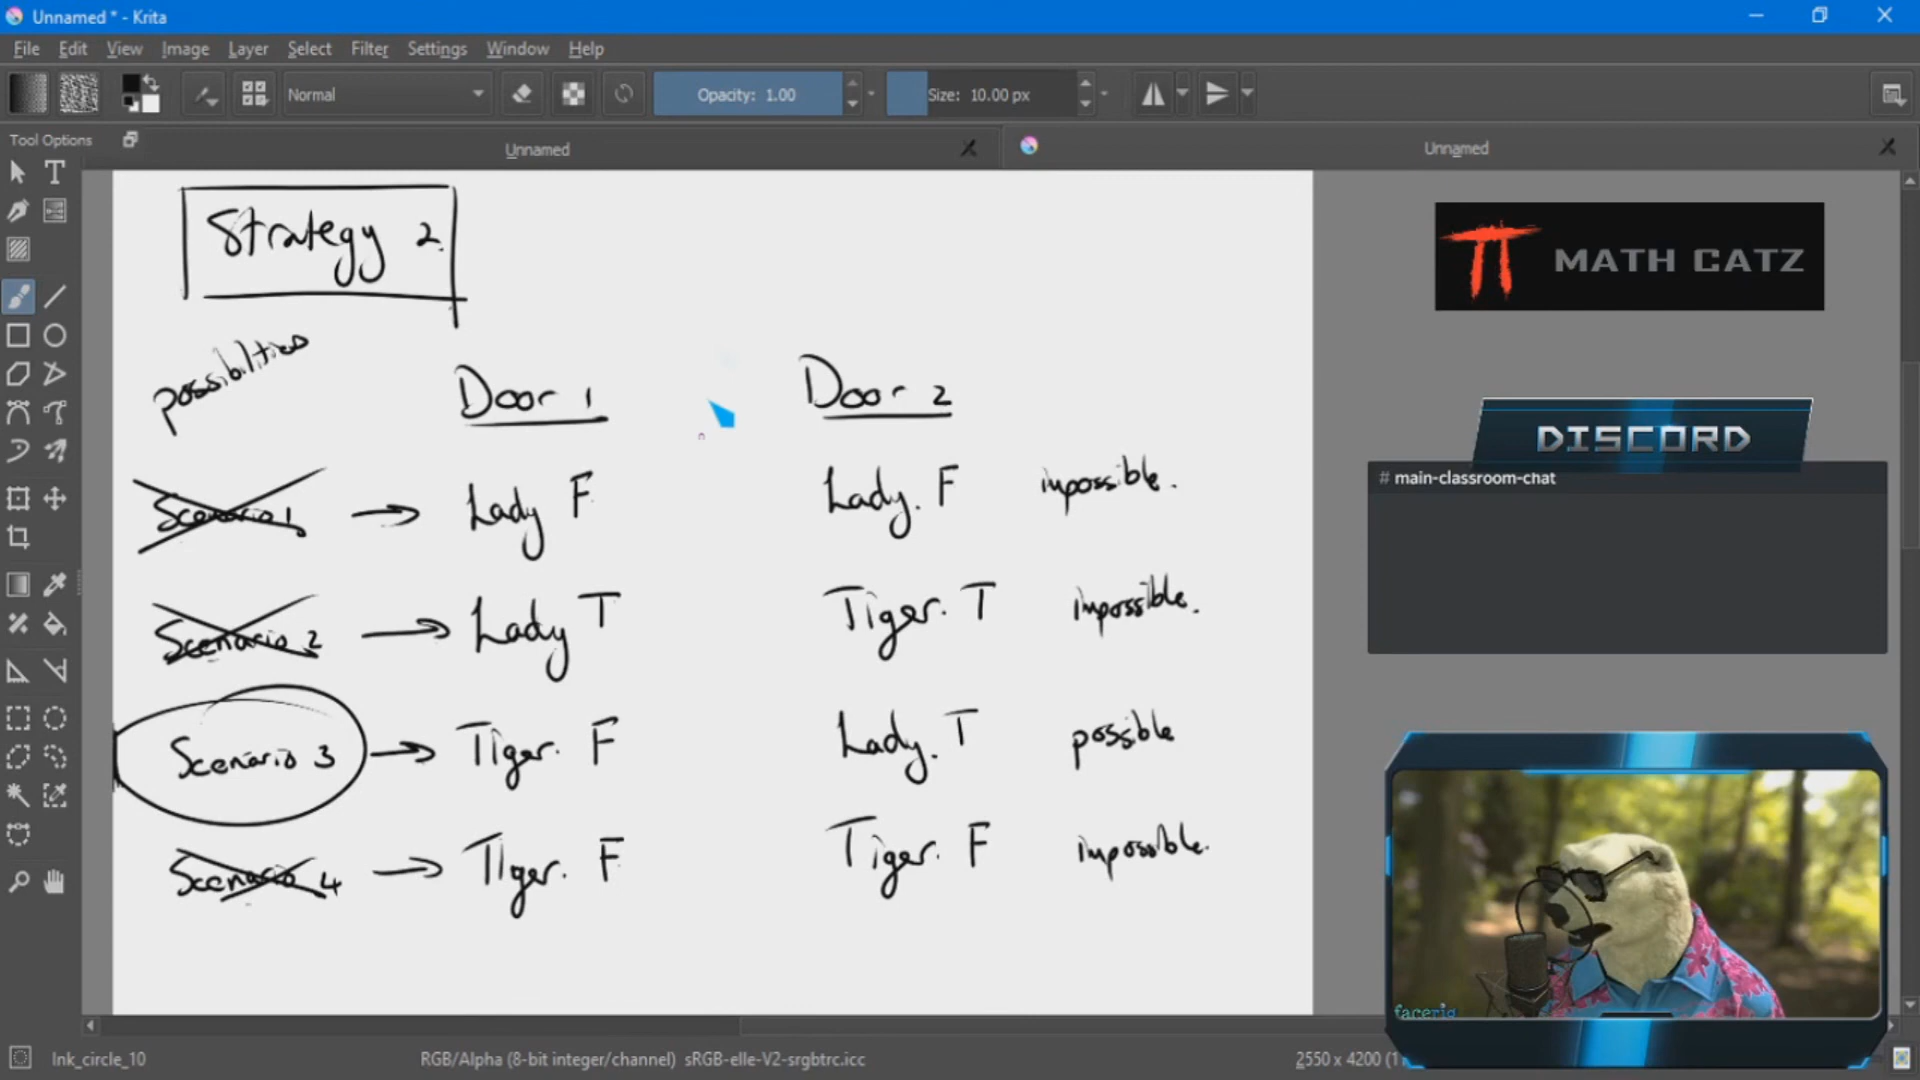 Unnamed * - Krita
File Edit View Image Layer Select Filter Settings Window Help
Normal Opacity: 1.00 Size: 10.00 px
Tool Options
Unnamed Unnamed
Strategy 2.
possibilities
Door 1 Door 2
Scenario 1 → Lady F Lady. F impossible.
Scenario 2 → Lady T Tiger. T impossible.
Scenario 3 → Tiger. F Lady. T possible
Scenario 4 → Tiger. F Tiger. F impossible.
π MATH CATZ
DISCORD
# main-classroom-chat
facerig
Ink_circle_10 RGB/Alpha (8-bit integer/channel) sRGB-elle-V2-srgbtrc.icc 2550 x 4200 (1